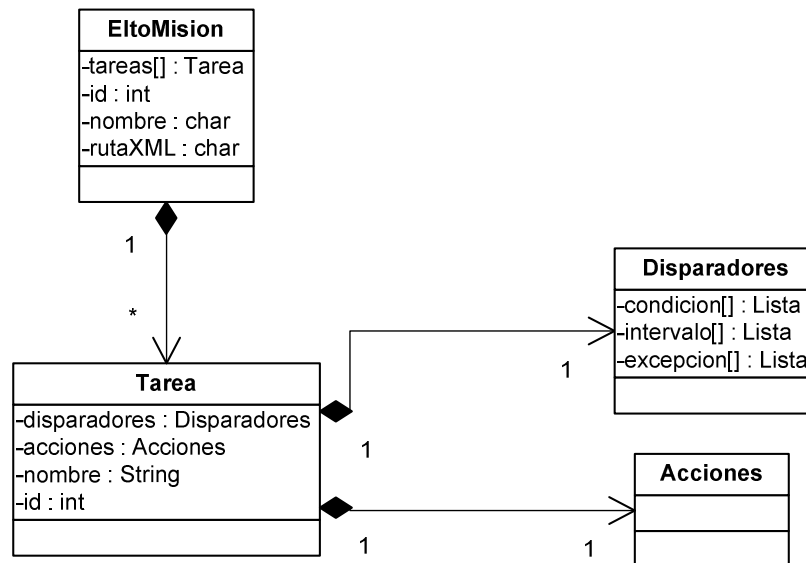 EltoMision
-tareas[] : Tarea
-id : int
-nombre : char
-rutaXML : char
1
*
Tarea
-disparadores : Disparadores
-acciones : Acciones
-nombre : String
-id : int
1
1
Disparadores
-condicion[] : Lista
-intervalo[] : Lista
-excepcion[] : Lista
1
1
Acciones